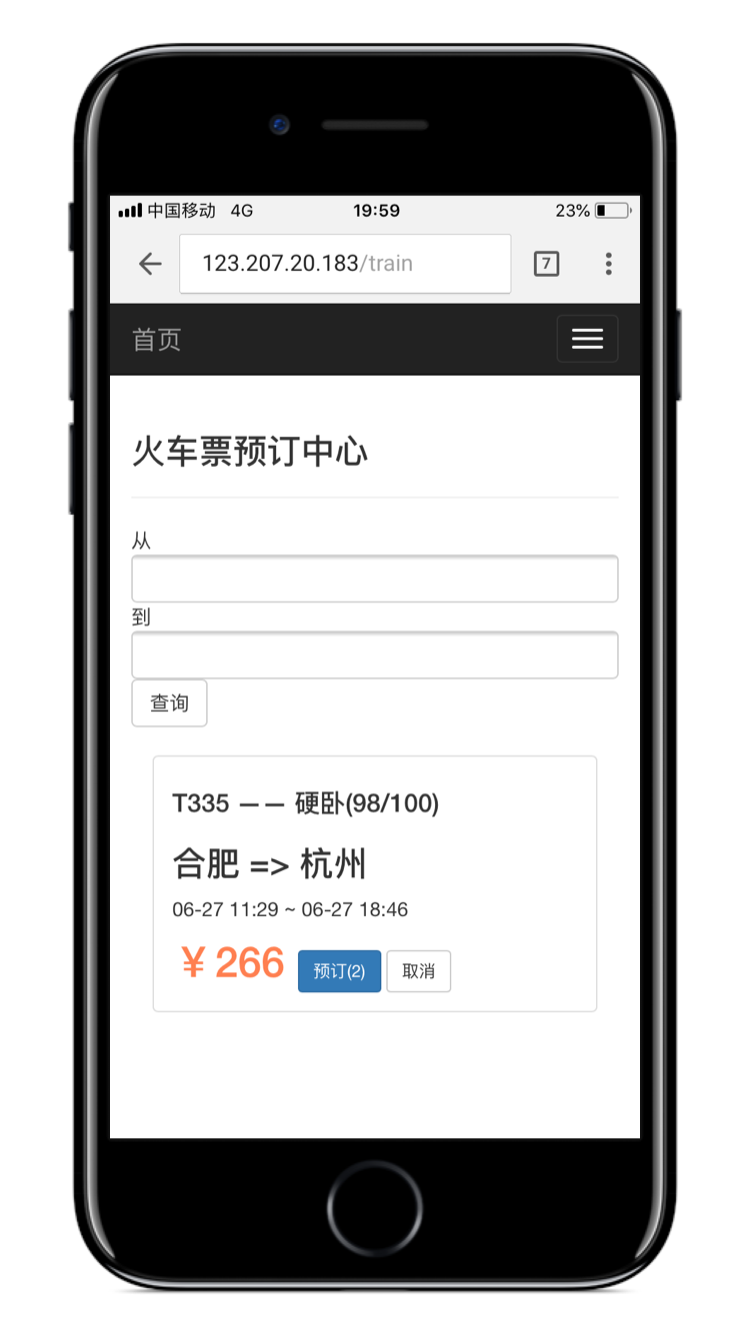 中国移动 4G 19:59 23%
123.207.20.183/train 7
首页
火车票预订中心
从
到
查询
T335 —— 硬卧(98/100)
合肥 => 杭州
06-27 11:29 ~ 06-27 18:46
¥ 266 预订(2) 取消